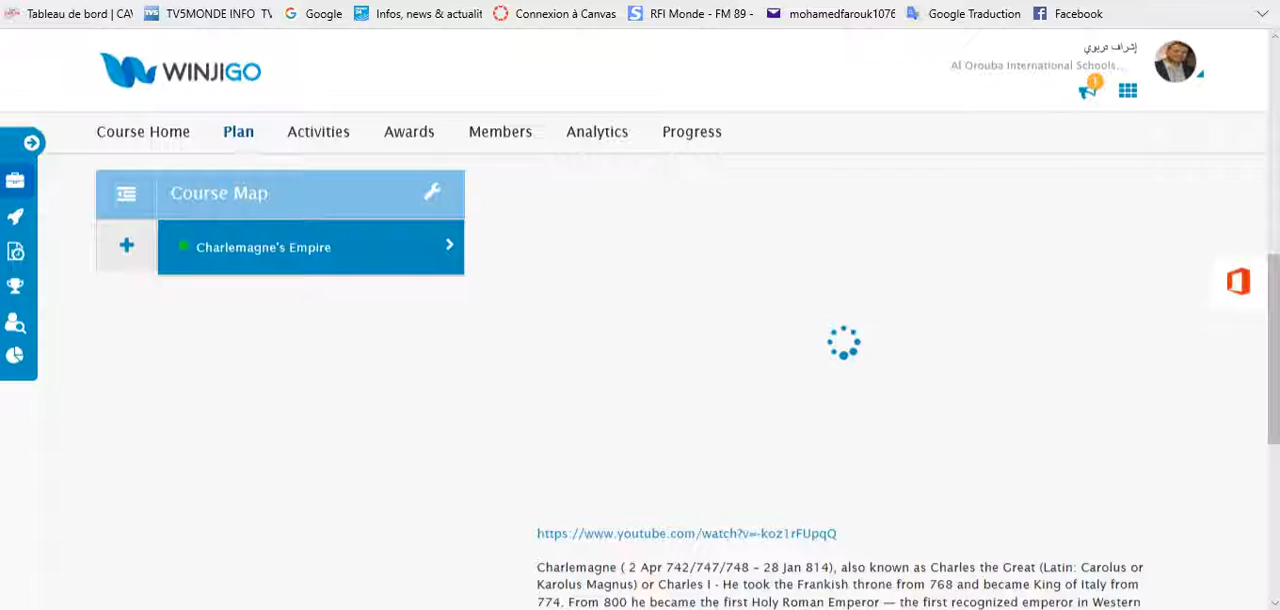 Tableau de bord | CA
TV5MONDE INFO
Google
Infos, news & actualit
Connexion à Canvas
RFI Monde - FM 89 -
mohamedfarouk1076
Google Traduction
Facebook
WINJIGO
إشراف تربوي
Al Orouba International Schools...
1
Course Home Plan Activities Awards Members Analytics Progress
Course Map
Charlemagne's Empire
https://www.youtube.com/watch?v=-koz1rFUpqQ
Charlemagne ( 2 Apr 742/747/748 – 28 Jan 814), also known as Charles the Great (Latin: Carolus or
Karolus Magnus) or Charles I - He took the Frankish throne from 768 and became King of Italy from
774. From 800 he became the first Holy Roman Emperor — the first recognized emperor in Western